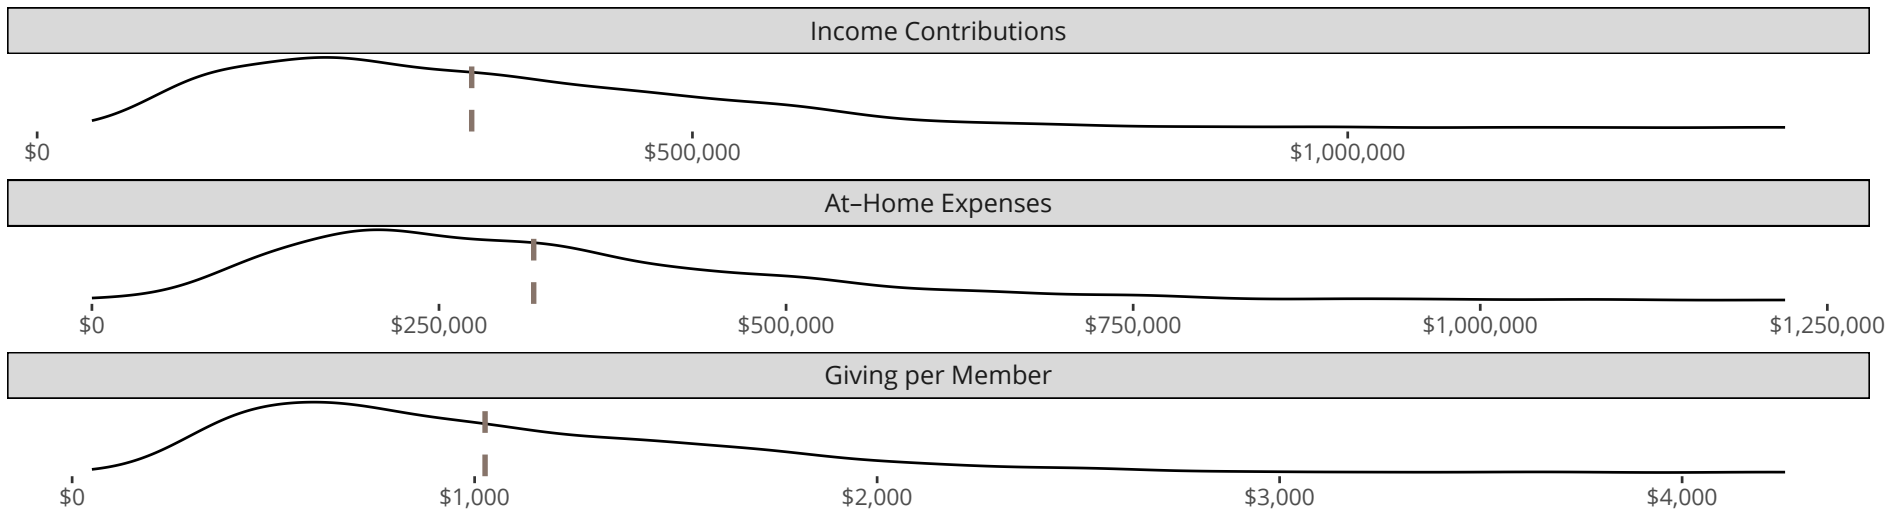 Income Contributions
$0 $500,000 $1,000,000
At–Home Expenses
$0 $250,000 $500,000 $750,000 $1,000,000 $1,250,000
Giving per Member
$0 $1,000 $2,000 $3,000 $4,000